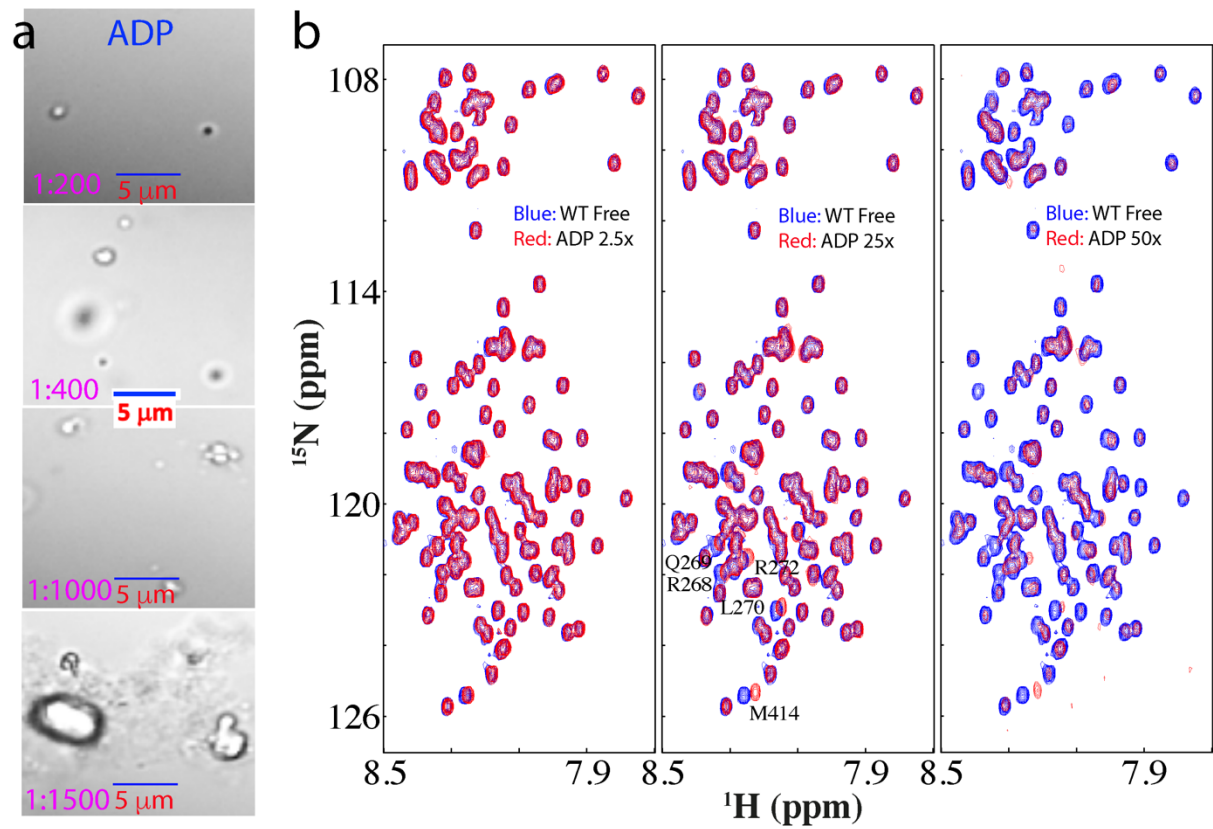 a
ADP
1:200
5 μm
1:400
5 μm
1:1000
5 μm
1:1500
5 μm
b
108
114
120
126
¹⁵N (ppm)
Blue: WT Free
Red: ADP 2.5x
Blue: WT Free
Red: ADP 25x
Blue: WT Free
Red: ADP 50x
Q269
R272
R268
L270
M414
8.5
7.9
8.5
7.9
8.5
7.9
¹H (ppm)